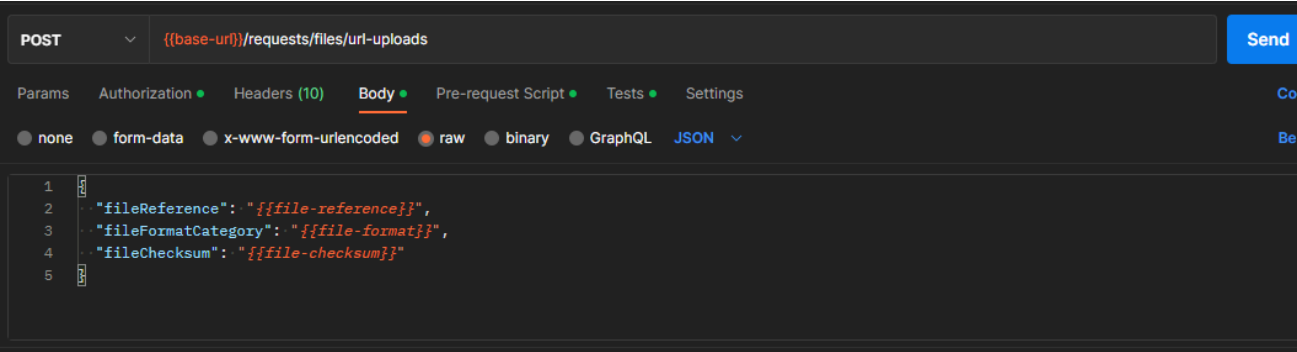 POST {{base-url}}/requests/files/url-uploads Send
Params Authorization Headers (10) Body Pre-request Script Tests Settings Co
none form-data x-www-form-urlencoded raw binary GraphQL JSON Be
1 {
2 "fileReference": "{{file-reference}}",
3 "fileFormatCategory": "{{file-format}}",
4 "fileChecksum": "{{file-checksum}}"
5 }